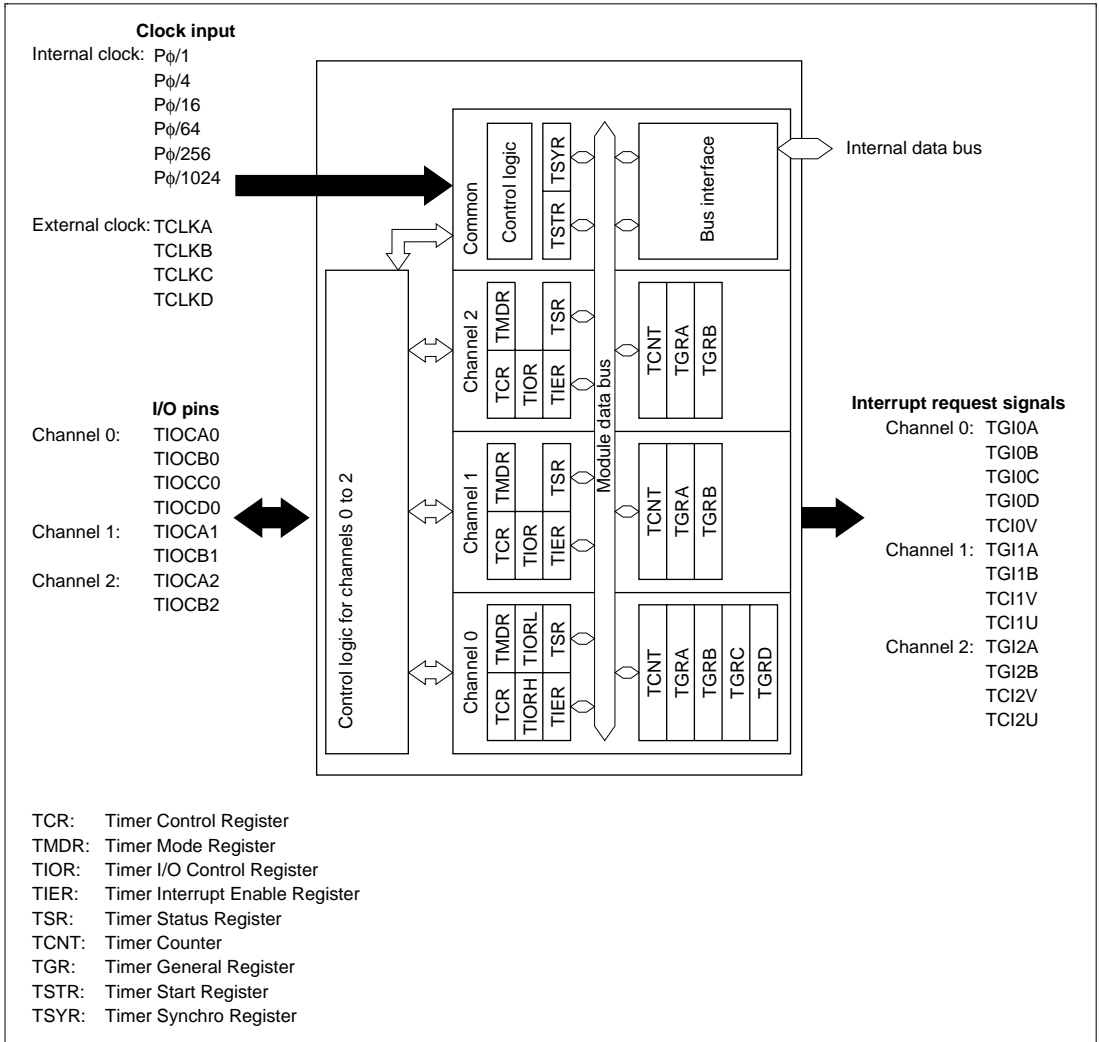 Clock input
Internal clock: Pϕ/1
Pϕ/4
Pϕ/16
Pϕ/64
Pϕ/256
Pϕ/1024
External clock: TCLKA
TCLKB
TCLKC
TCLKD
I/O pins
Channel 0: TIOCA0
TIOCB0
TIOCC0
TIOCD0
Channel 1: TIOCA1
TIOCB1
Channel 2: TIOCA2
TIOCB2
Control logic for channels 0 to 2
Common
Control logic
TSTR
TSYR
Bus interface
Internal data bus
Module data bus
Channel 2
TCR
TMDR
TIOR
TIER
TSR
TCNT
TGRA
TGRB
Channel 1
TCR
TMDR
TIOR
TIER
TSR
TCNT
TGRA
TGRB
Channel 0
TCR
TMDR
TIORH
TIORL
TIER
TSR
TCNT
TGRA
TGRB
TGRC
TGRD
Interrupt request signals
Channel 0: TGI0A
TGI0B
TGI0C
TGI0D
TCI0V
Channel 1: TGI1A
TGI1B
TCI1V
TCI1U
Channel 2: TGI2A
TGI2B
TCI2V
TCI2U
TCR: Timer Control Register
TMDR: Timer Mode Register
TIOR: Timer I/O Control Register
TIER: Timer Interrupt Enable Register
TSR: Timer Status Register
TCNT: Timer Counter
TGR: Timer General Register
TSTR: Timer Start Register
TSYR: Timer Synchro Register